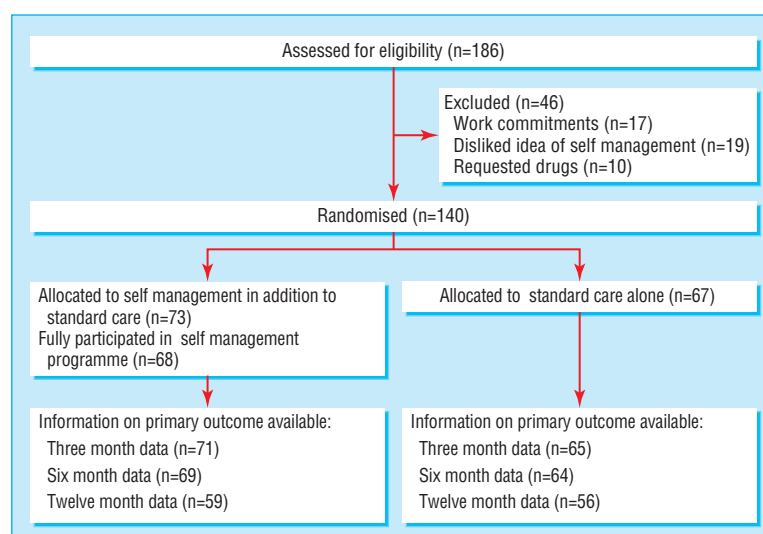 Assessed for eligibility (n=186)
Excluded (n=46)
Work commitments (n=17)
Disliked idea of self management (n=19)
Requested drugs (n=10)
Randomised (n=140)
Allocated to self management in addition to
standard care (n=73)
Fully participated in self management
programme (n=68)
Allocated to standard care alone (n=67)
Information on primary outcome available:
Three month data (n=71)
Six month data (n=69)
Twelve month data (n=59)
Information on primary outcome available:
Three month data (n=65)
Six month data (n=64)
Twelve month data (n=56)